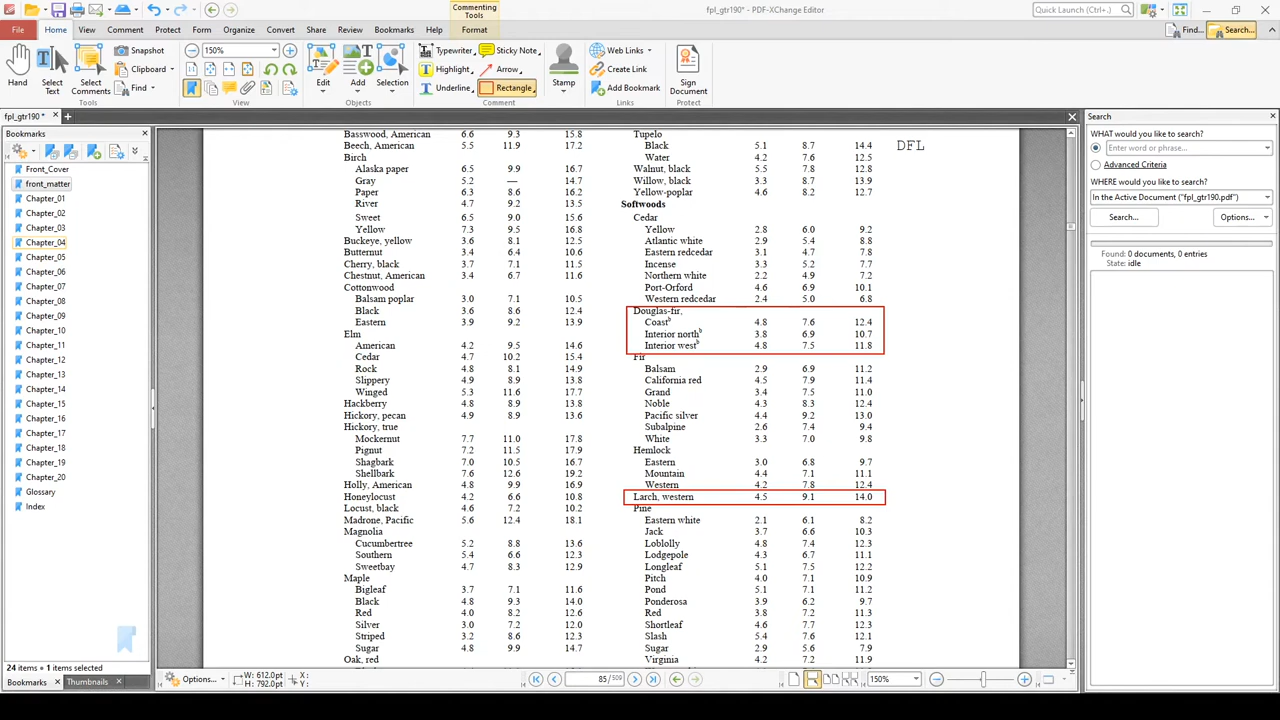 Commenting Tools
fpl_gtr190* - PDF-XChange Editor
Quick Launch (Ctrl+.)
File Home View Comment Protect Form Organize Convert Share Review Bookmarks Help Format Find... Search...
Hand
Select Text
Select Comments
Tools
Snapshot
Clipboard
Find
150%
View
Edit
Add
Selection
Objects
Typewriter Sticky Note
Highlight Arrow
Underline Rectangle
Comment
Stamp
Web Links
Create Link
Add Bookmark
Links
Sign Document
Protect
fpl_gtr190 *
Bookmarks
Front_Cover
front_matter
Chapter_01
Chapter_02
Chapter_03
Chapter_04
Chapter_05
Chapter_06
Chapter_07
Chapter_08
Chapter_09
Chapter_10
Chapter_11
Chapter_12
Chapter_13
Chapter_14
Chapter_15
Chapter_16
Chapter_17
Chapter_18
Chapter_19
Chapter_20
Glossary
Index
24 items • 1 items selected
Bookmarks Thumbnails
Basswood, American 6.6 9.3 15.8
Beech, American 5.5 11.9 17.2
Birch
Alaska paper 6.5 9.9 16.7
Gray 5.2 — 14.7
Paper 6.3 8.6 16.2
River 4.7 9.2 13.5
Sweet 6.5 9.0 15.6
Yellow 7.3 9.5 16.8
Buckeye, yellow 3.6 8.1 12.5
Butternut 3.4 6.4 10.6
Cherry, black 3.7 7.1 11.5
Chestnut, American 3.4 6.7 11.6
Cottonwood
Balsam poplar 3.0 7.1 10.5
Black 3.6 8.6 12.4
Eastern 3.9 9.2 13.9
Elm
American 4.2 9.5 14.6
Cedar 4.7 10.2 15.4
Rock 4.8 8.1 14.9
Slippery 4.9 8.9 13.8
Winged 5.3 11.6 17.7
Hackberry 4.8 8.9 13.8
Hickory, pecan 4.9 8.9 13.6
Hickory, true
Mockernut 7.7 11.0 17.8
Pignut 7.2 11.5 17.9
Shagbark 7.0 10.5 16.7
Shellbark 7.6 12.6 19.2
Holly, American 4.8 9.9 16.9
Honeylocust 4.2 6.6 10.8
Locust, black 4.6 7.2 10.2
Madrone, Pacific 5.6 12.4 18.1
Magnolia
Cucumbertree 5.2 8.8 13.6
Southern 5.4 6.6 12.3
Sweetbay 4.7 8.3 12.9
Maple
Bigleaf 3.7 7.1 11.6
Black 4.8 9.3 14.0
Red 4.0 8.2 12.6
Silver 3.0 7.2 12.0
Striped 3.2 8.6 12.3
Sugar 4.8 9.9 14.7
Oak, red
Tupelo
Black 5.1 8.7 14.4
Water 4.2 7.6 12.5
Walnut, black 5.5 7.8 12.8
Willow, black 3.3 8.7 13.9
Yellow-poplar 4.6 8.2 12.7
Softwoods
Cedar
Yellow 2.8 6.0 9.2
Atlantic white 2.9 5.4 8.8
Eastern redcedar 3.1 4.7 7.8
Incense 3.3 5.2 7.7
Northern white 2.2 4.9 7.2
Port-Orford 4.6 6.9 10.1
Western redcedar 2.4 5.0 6.8
Douglas-fir,
Coastb 4.8 7.6 12.4
Interior northb 3.8 6.9 10.7
Interior westb 4.8 7.5 11.8
Fir
Balsam 2.9 6.9 11.2
California red 4.5 7.9 11.4
Grand 3.4 7.5 11.0
Noble 4.3 8.3 12.4
Pacific silver 4.4 9.2 13.0
Subalpine 2.6 7.4 9.4
White 3.3 7.0 9.8
Hemlock
Eastern 3.0 6.8 9.7
Mountain 4.4 7.1 11.1
Western 4.2 7.8 12.4
Larch, western 4.5 9.1 14.0
Pine
Eastern white 2.1 6.1 8.2
Jack 3.7 6.6 10.3
Loblolly 4.8 7.4 12.3
Lodgepole 4.3 6.7 11.1
Longleaf 5.1 7.5 12.2
Pitch 4.0 7.1 10.9
Pond 5.1 7.1 11.2
Ponderosa 3.9 6.2 9.7
Red 3.8 7.2 11.3
Shortleaf 4.6 7.7 12.3
Slash 5.4 7.6 12.1
Sugar 2.9 5.6 7.9
Virginia 4.2 7.2 11.9
DFL
Options...
W: 612.0pt X:
H: 792.0pt Y:
85 / 509
150%
Search
WHAT would you like to search?
Enter word or phrase...
Advanced Criteria
WHERE would you like to search?
In the Active Document ("fpl_gtr190.pdf")
Search... Options...
Found: 0 documents, 0 entries
State: idle